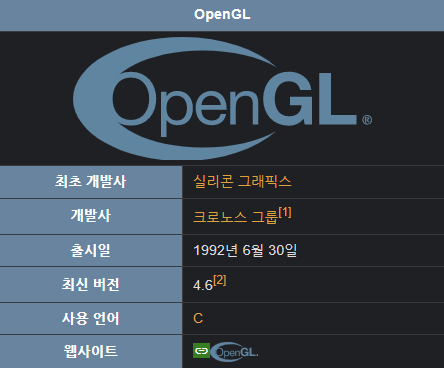 OpenGL
OpenGL®
최초 개발사 실리콘 그래픽스
개발사 크로노스 그룹[1]
출시일 1992년 6월 30일
최신 버전 4.6[2]
사용 언어 C
웹사이트 OpenGL.